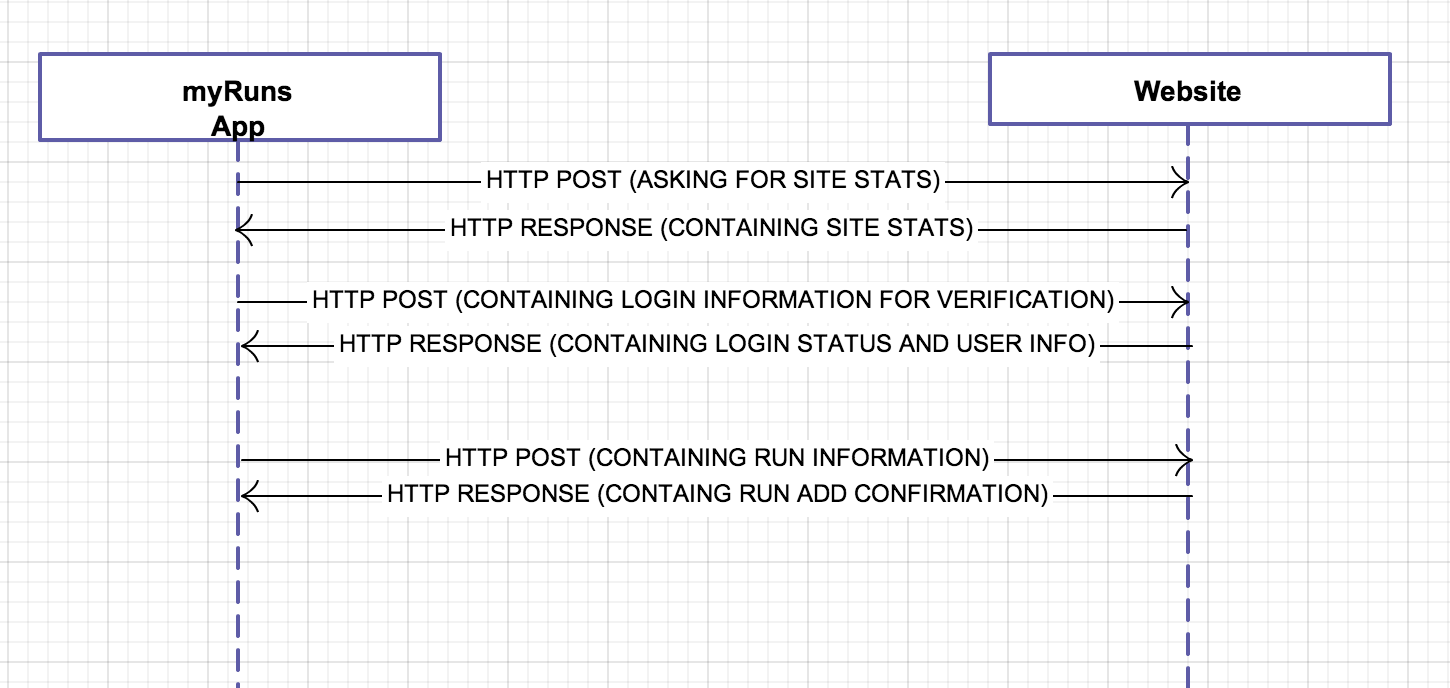 myRuns
App
Website
HTTP POST (ASKING FOR SITE STATS)
HTTP RESPONSE (CONTAINING SITE STATS)
HTTP POST (CONTAINING LOGIN INFORMATION FOR VERIFICATION)
HTTP RESPONSE (CONTAINING LOGIN STATUS AND USER INFO)
HTTP POST (CONTAINING RUN INFORMATION)
HTTP RESPONSE (CONTAING RUN ADD CONFIRMATION)